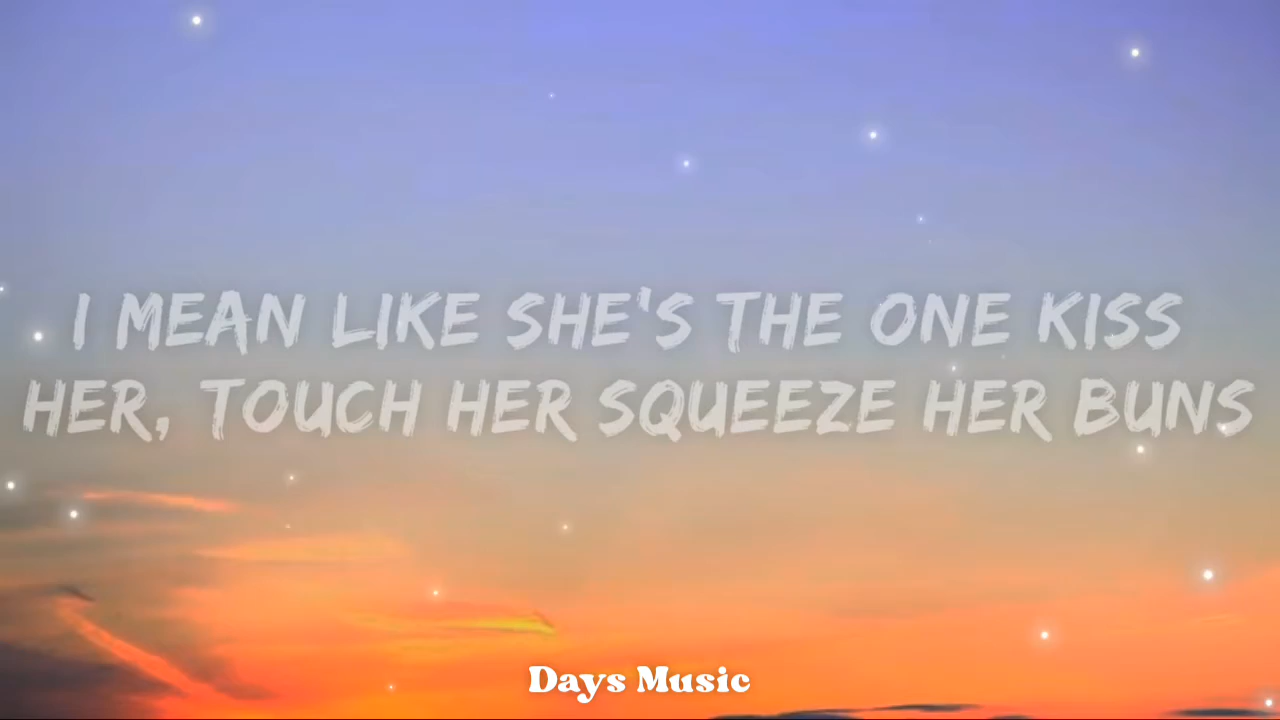 I MEAN LIKE SHE'S THE ONE KISS
HER, TOUCH HER SQUEEZE HER BUNS
Days Music